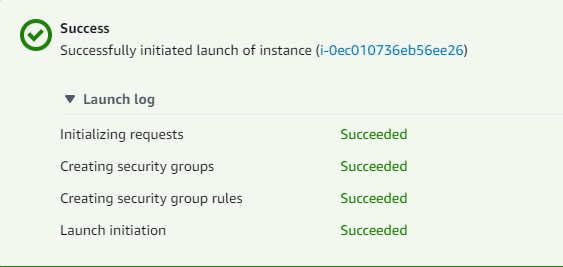 Success
Successfully initiated launch of instance (i-0ec010736eb56ee26)
Launch log
Initializing requests Succeeded
Creating security groups Succeeded
Creating security group rules Succeeded
Launch initiation Succeeded